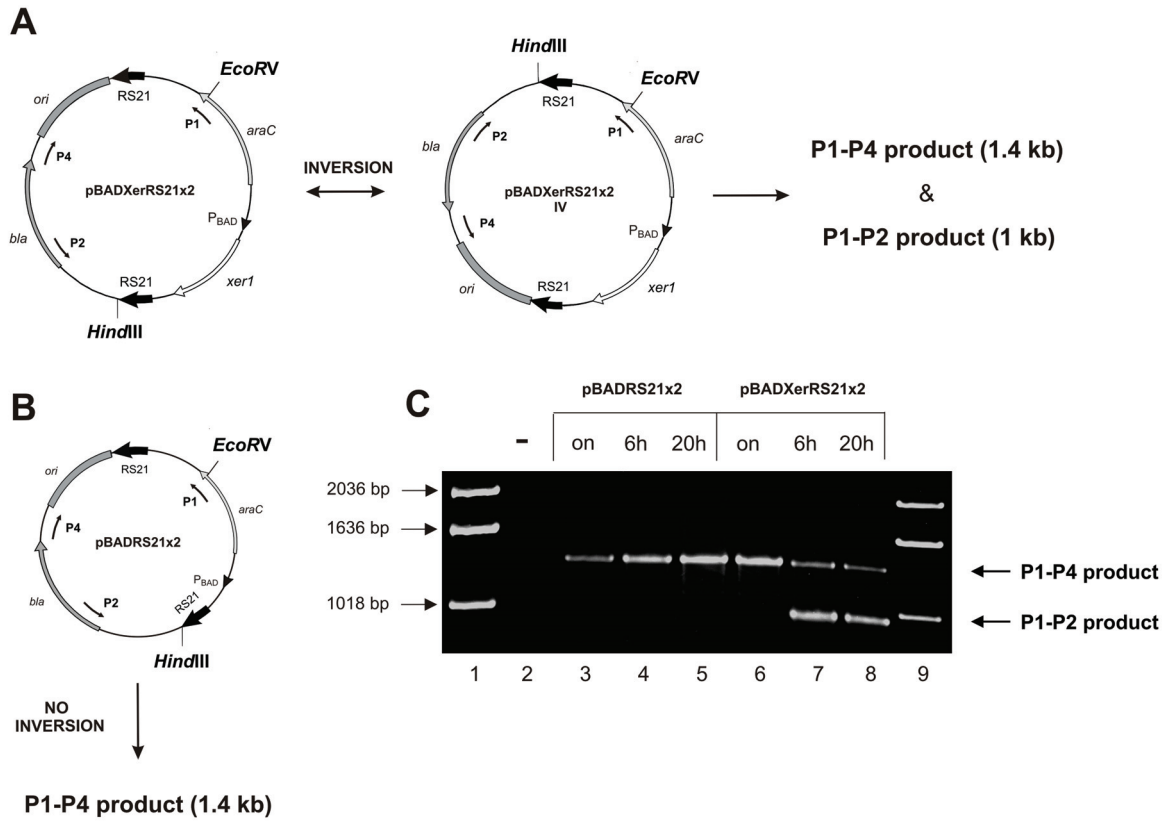 A
EcoRV
RS21
ori
P1
araC
P4
pBADXerRS21x2
PBAD
bla
P2
RS21
xer1
HindIII
INVERSION
HindIII
EcoRV
RS21
P1
P2
bla
araC
pBADXerRS21x2
IV
P4
PBAD
ori
RS21
xer1
P1-P4 product (1.4 kb)
&
P1-P2 product (1 kb)
B
EcoRV
ori
RS21
P1
araC
P4
pBADRS21x2
PBAD
RS21
bla
P2
HindIII
NO
INVERSION
P1-P4 product (1.4 kb)
C
pBADRS21x2 pBADXerRS21x2
- on 6h 20h on 6h 20h
2036 bp
1636 bp
1018 bp
P1-P4 product
P1-P2 product
1 2 3 4 5 6 7 8 9